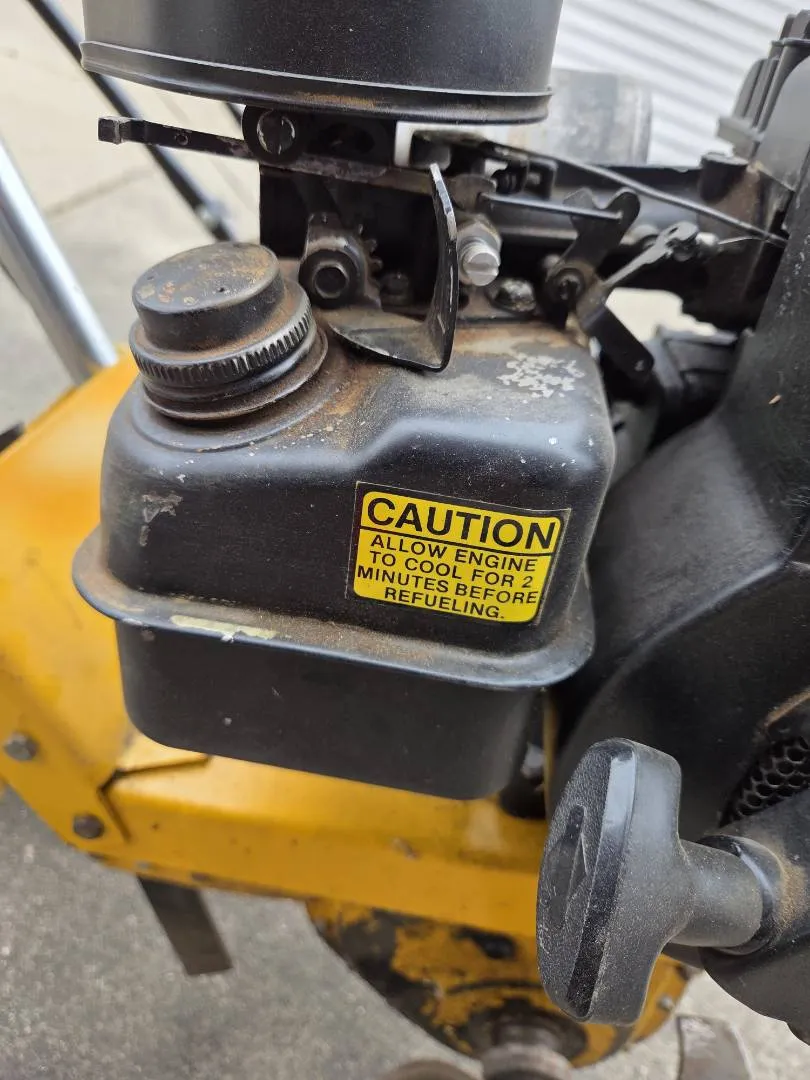 CAUTION
ALLOW ENGINE
TO COOL FOR 2
MINUTES BEFORE
REFUELING.